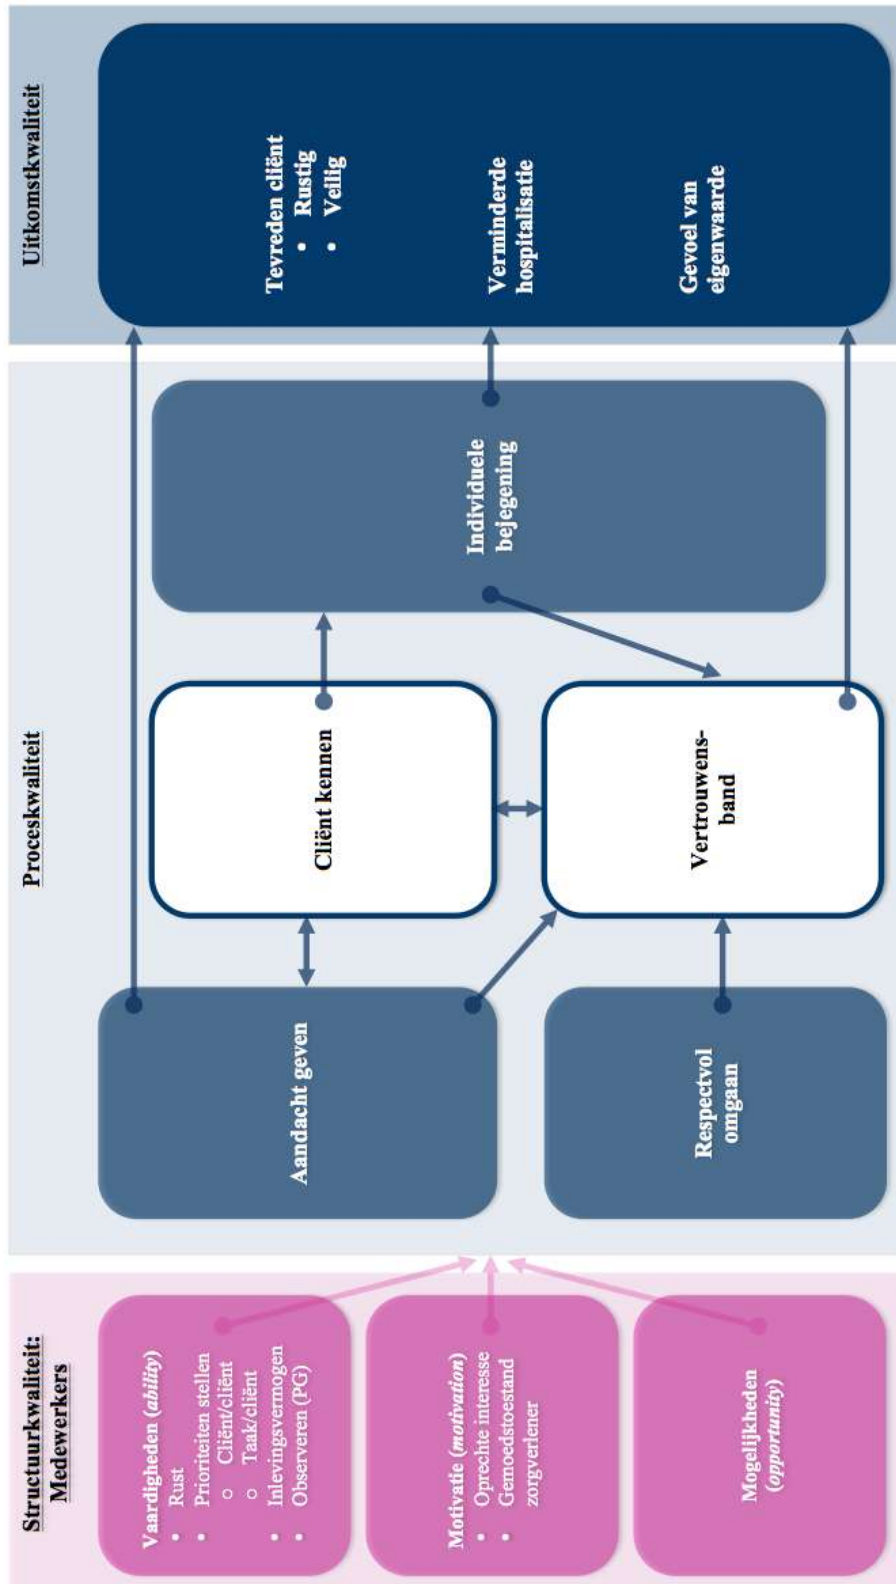 Structuurkwaliteit:
Medewerkers
Vaardigheden (ability)
• Rust
• Prioriteiten stellen
o Cliënt/cliënt
o Taak/cliënt
• Inlevingsvermogen
• Observeren (PG)
Motivatie (motivation)
• Oprechte interesse
• Gemoedstoestand
zorgverlener
Mogelijkheden
(opportunity)
Proceskwaliteit
Aandacht geven
Respectvol
omgaan
Cliënt kennen
Vertrouwens-
band
Individuele
bejegening
Uitkomstkwaliteit
Tevreden cliënt
• Rustig
• Veilig
Verminderde
hospitalisatie
Gevoel van
eigenwaarde